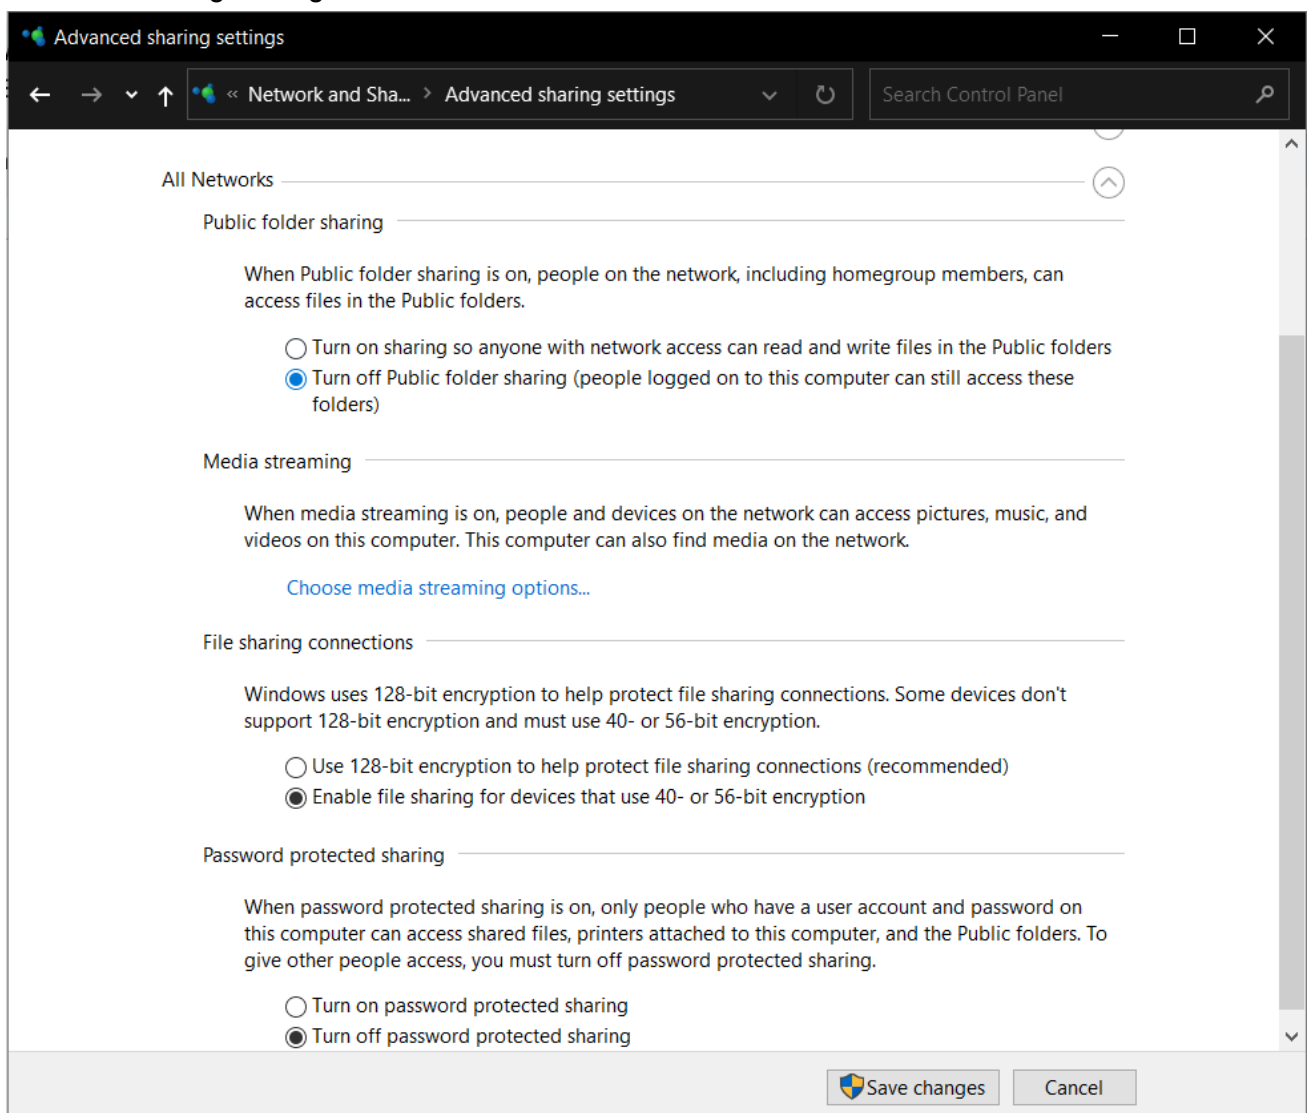 Advanced sharing settings
« Network and Sha... > Advanced sharing settings
Search Control Panel
All Networks
Public folder sharing
When Public folder sharing is on, people on the network, including homegroup members, can
access files in the Public folders.
Turn on sharing so anyone with network access can read and write files in the Public folders
Turn off Public folder sharing (people logged on to this computer can still access these
folders)
Media streaming
When media streaming is on, people and devices on the network can access pictures, music, and
videos on this computer. This computer can also find media on the network.
Choose media streaming options...
File sharing connections
Windows uses 128-bit encryption to help protect file sharing connections. Some devices don't
support 128-bit encryption and must use 40- or 56-bit encryption.
Use 128-bit encryption to help protect file sharing connections (recommended)
Enable file sharing for devices that use 40- or 56-bit encryption
Password protected sharing
When password protected sharing is on, only people who have a user account and password on
this computer can access shared files, printers attached to this computer, and the Public folders. To
give other people access, you must turn off password protected sharing.
Turn on password protected sharing
Turn off password protected sharing
Save changes
Cancel